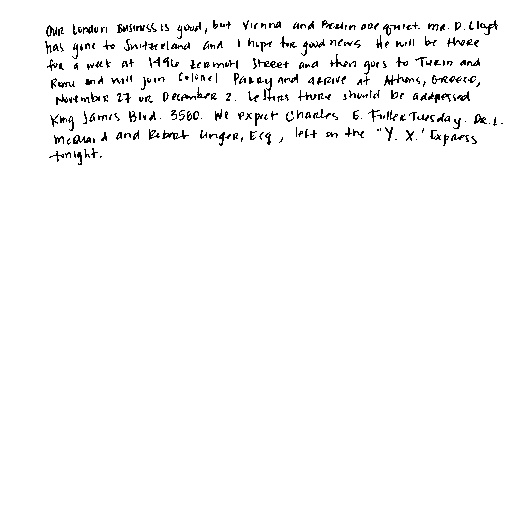 Our London Business is good, but Vienna and Berlin are quiet. Mr. D. Lloyd
has gone to Switzerland and I hope for good news. He will be there
for a week at 1496 Zermott Street and then goes to Turin and
Rome and will join Colonel Parry and arrive at Athens, Greece,
November 27 or December 2. Letters there should be addressed
King James Blvd. 3580. We expect Charles E. Fuller Tuesday. Dr. L.
McQuaid and Robert Unger, Esq., left on the "Y. X." Express
tonight.